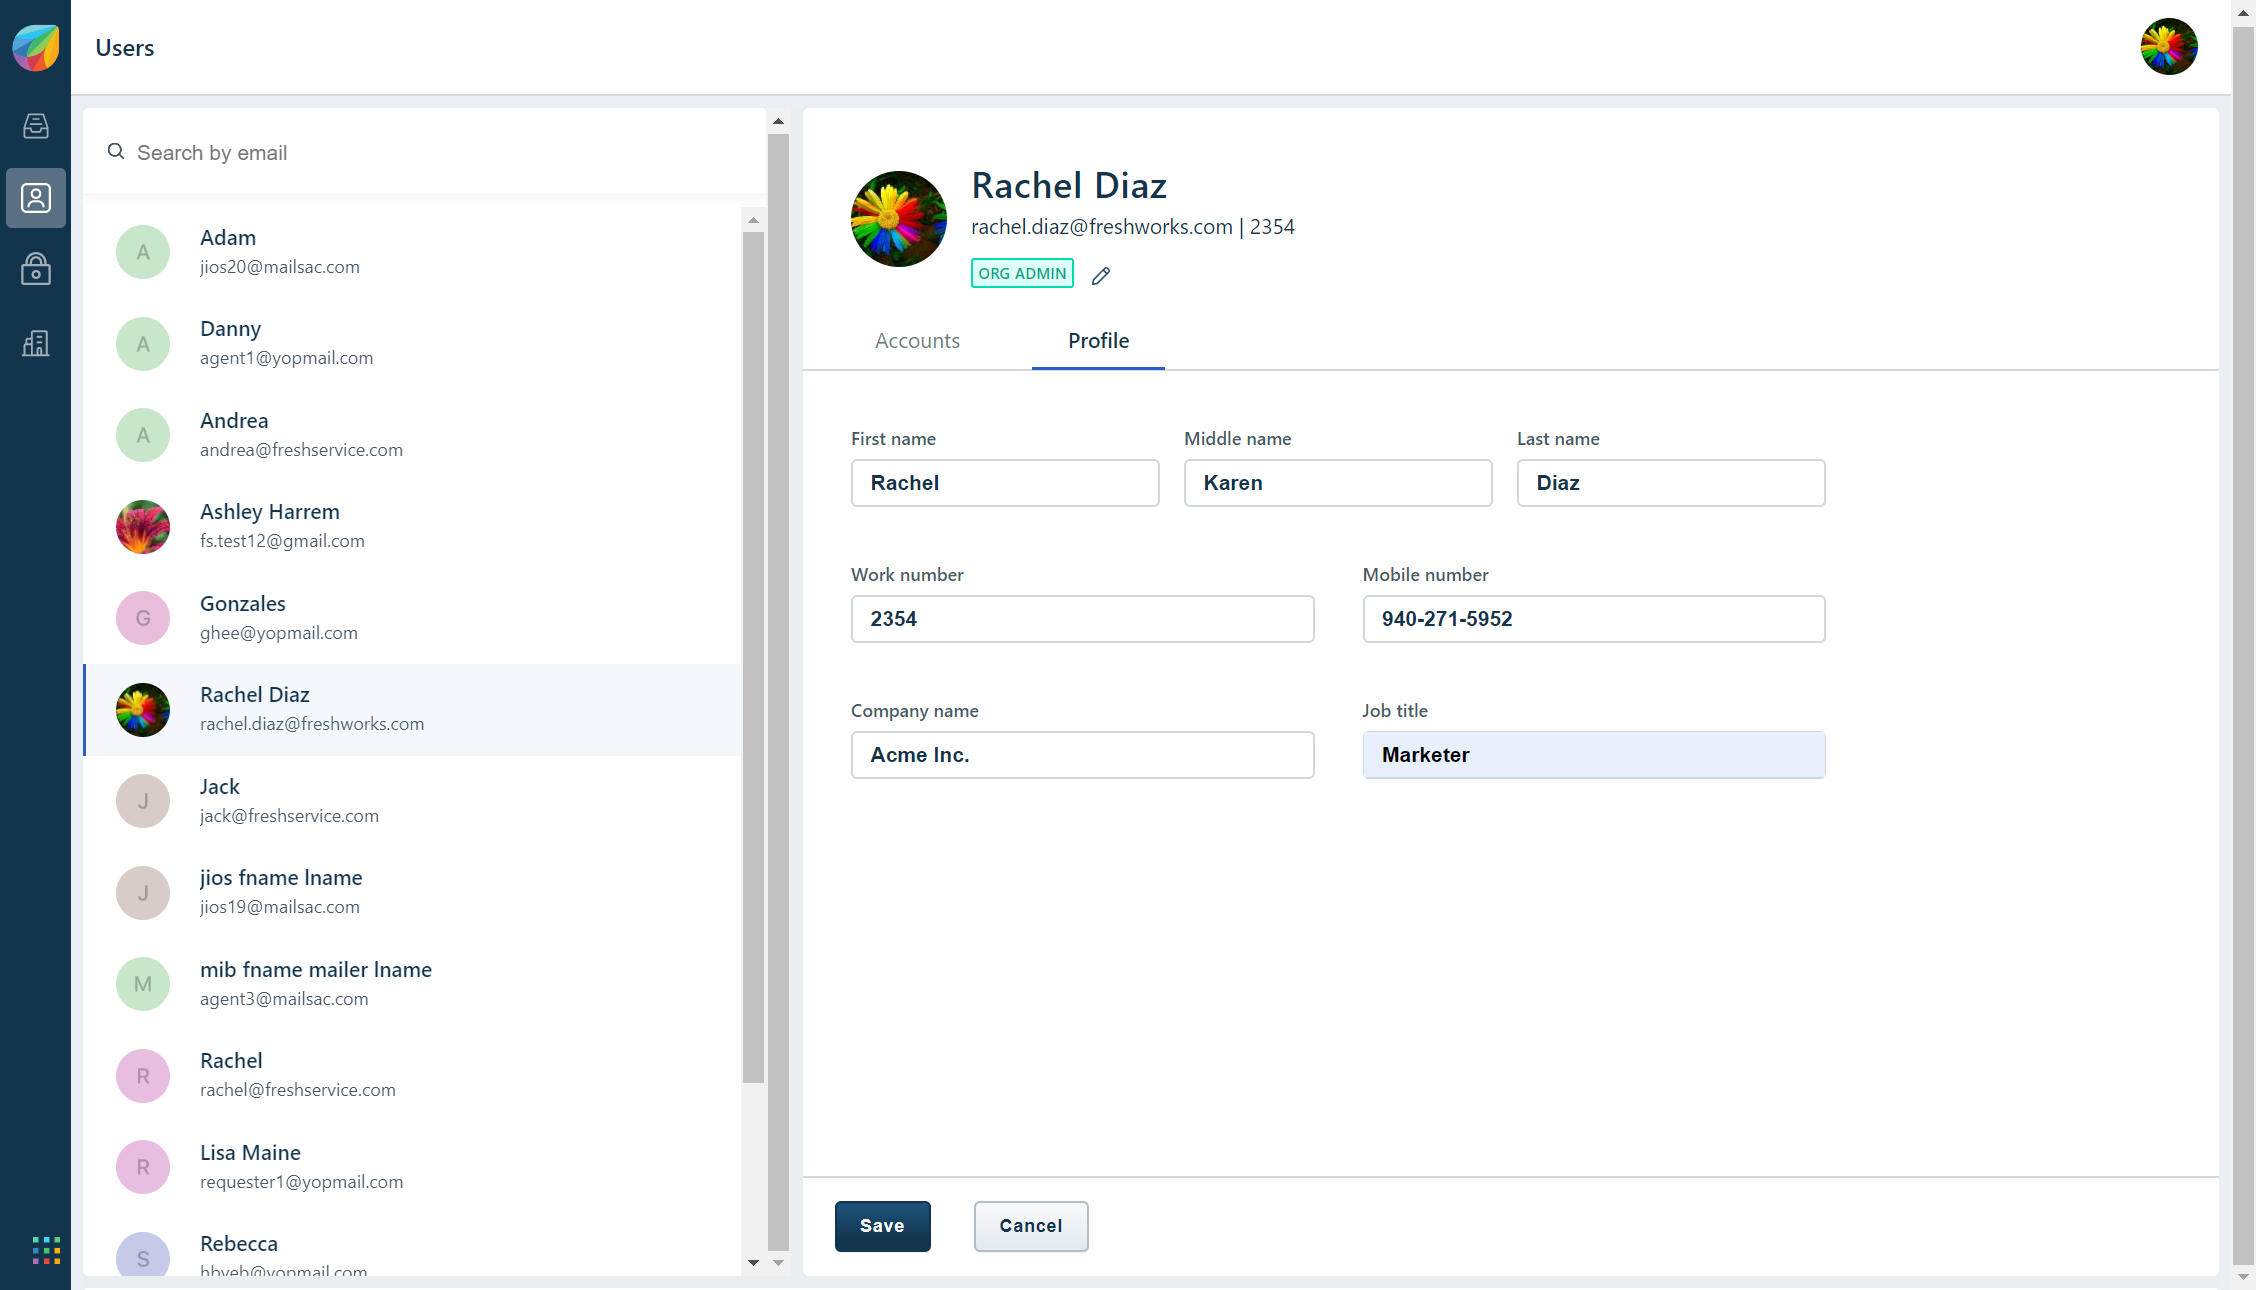 Users
Search by email
A
Adam
jios20@mailsac.com
A
Danny
agent1@yopmail.com
A
Andrea
andrea@freshservice.com
Ashley Harrem
fs.test12@gmail.com
G
Gonzales
ghee@yopmail.com
Rachel Diaz
rachel.diaz@freshworks.com
J
Jack
jack@freshservice.com
J
jios fname lname
jios19@mailsac.com
M
mib fname mailer lname
agent3@mailsac.com
R
Rachel
rachel@freshservice.com
R
Lisa Maine
requester1@yopmail.com
S
Rebecca
Rachel Diaz
rachel.diaz@freshworks.com | 2354
ORG ADMIN
Accounts Profile
First name Middle name Last name
Rachel Karen Diaz
Work number Mobile number
2354 940-271-5952
Company name Job title
Acme Inc. Marketer
Save Cancel